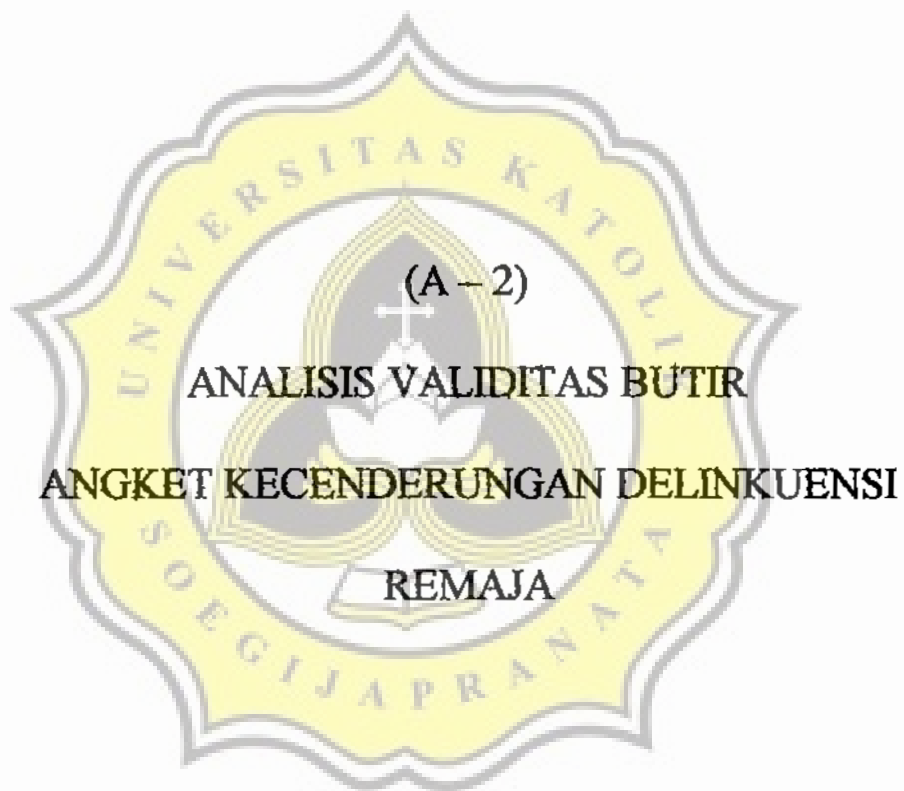 UNIVERSITAS KATOLIK
(A – 2)
ANALISIS VALIDITAS BUTIR
ANGKET KECENDERUNGAN DELINKUENSI
REMAJA
SOEGIJAPRANATA